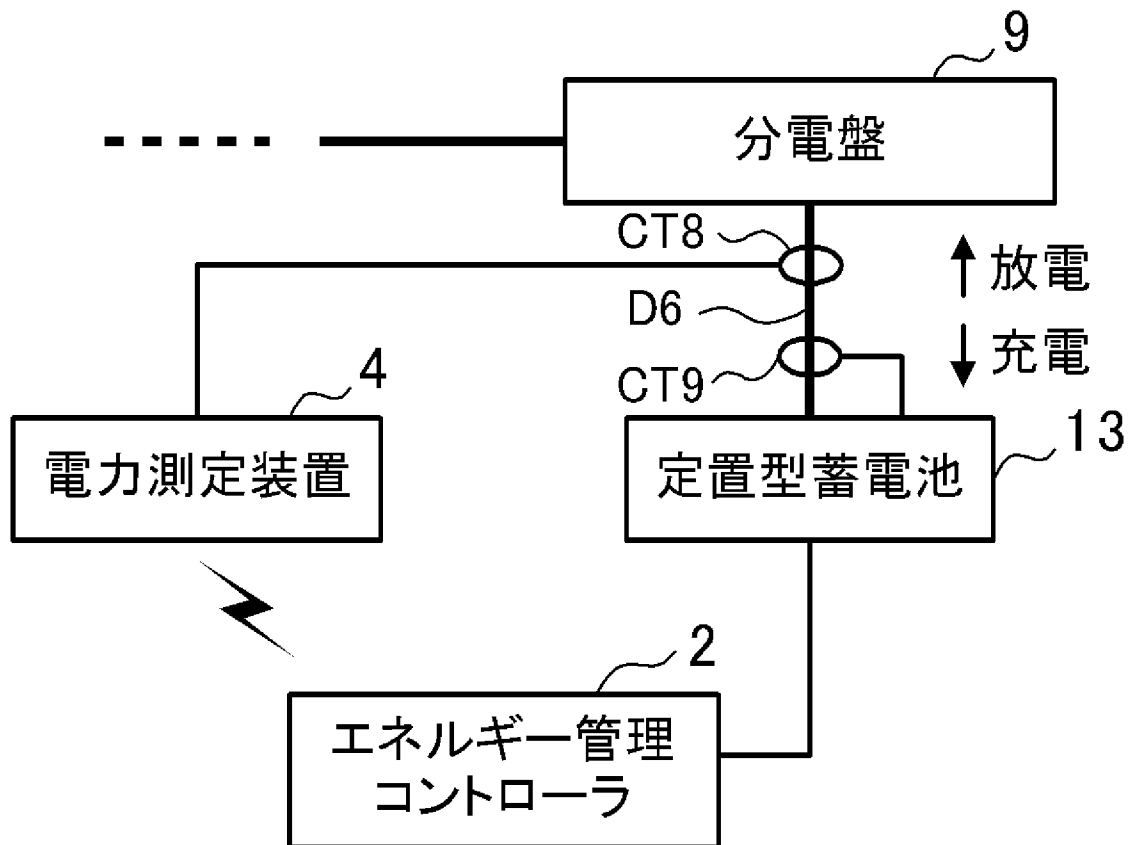 9
分電盤
CT8
放電
D6
充電
CT9
4
13
電力測定装置
定置型蓄電池
2
エネルギー管理
コントローラ